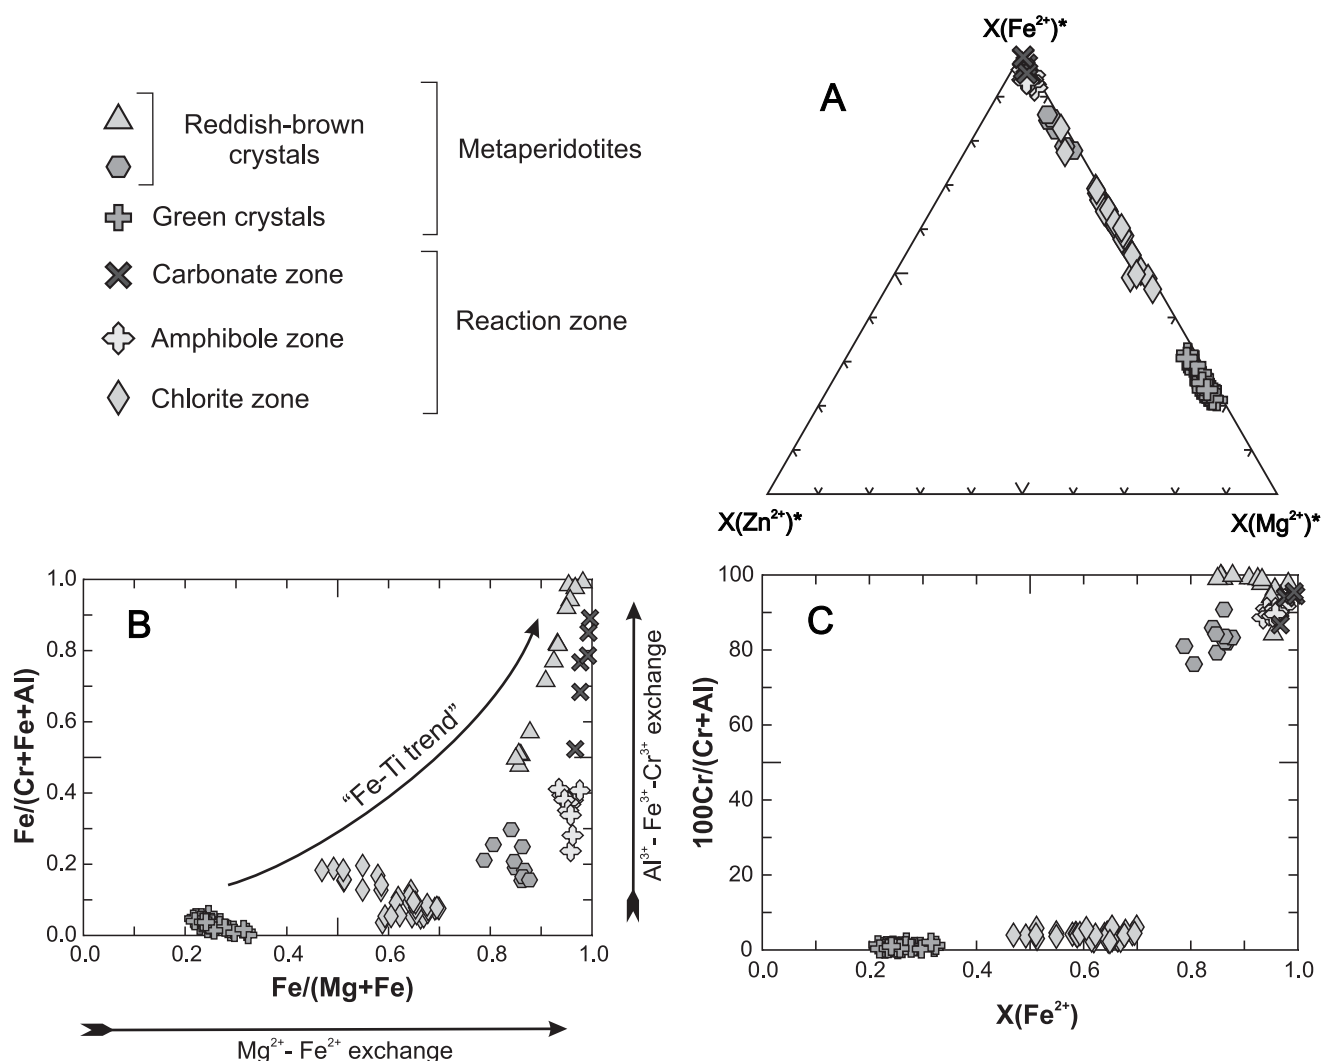 X(Fe²⁺)*
A
Reddish-brown
crystals
Metaperidotites
Green crystals
Carbonate zone
Reaction zone
Amphibole zone
Chlorite zone
X(Zn²⁺)*
X(Mg²⁺)*
B
1.0
0.8
0.6
0.4
0.2
0.0
Fe/(Cr+Fe+Al)
"Fe-Ti trend"
Al³⁺- Fe³⁺-Cr³⁺ exchange
0.0
0.2
0.4
0.6
0.8
1.0
Fe/(Mg+Fe)
Mg²⁺- Fe²⁺ exchange
C
100
80
60
40
20
0
100Cr/(Cr+Al)
0.0
0.2
0.4
0.6
0.8
1.0
X(Fe²⁺)